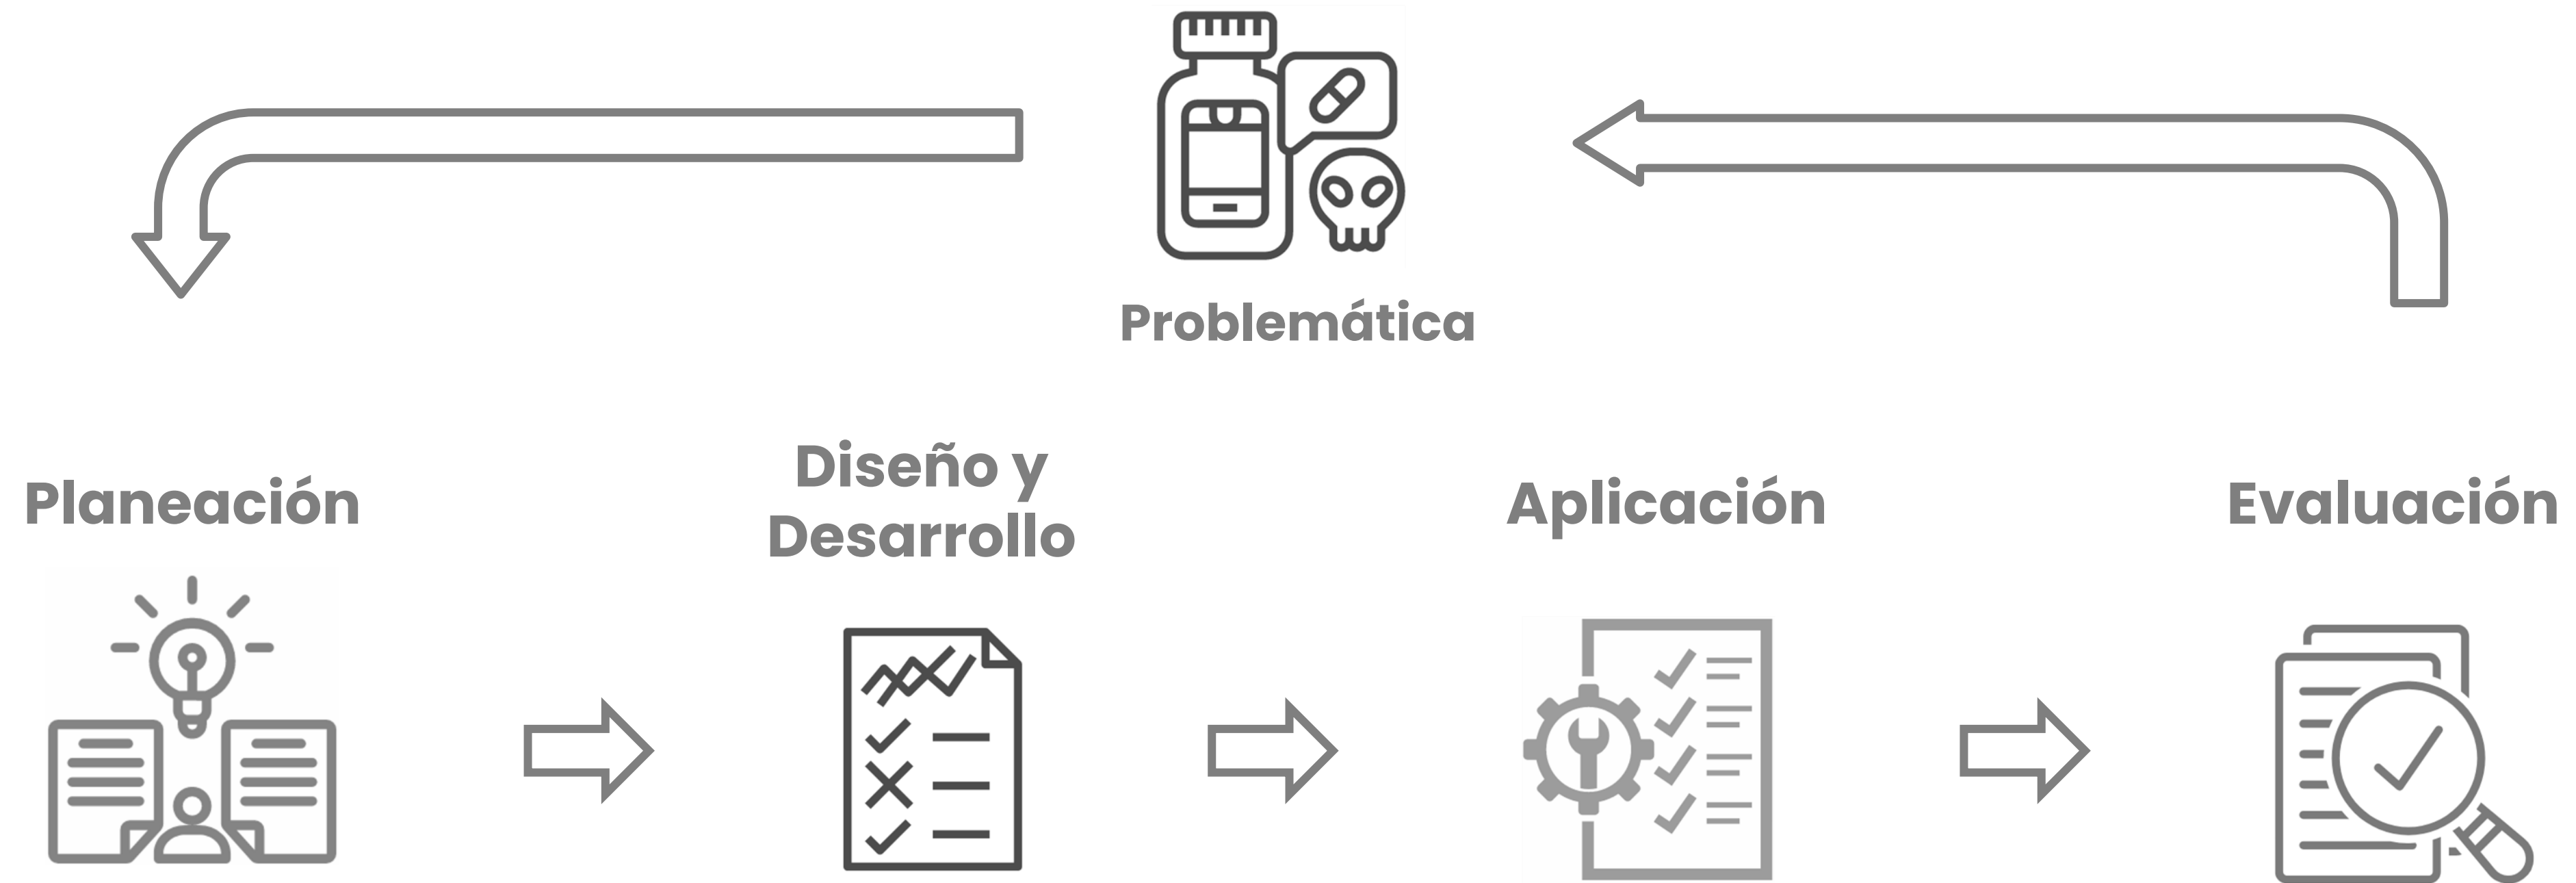 Problemática
Planeación
Diseño y
Desarrollo
Aplicación
Evaluación